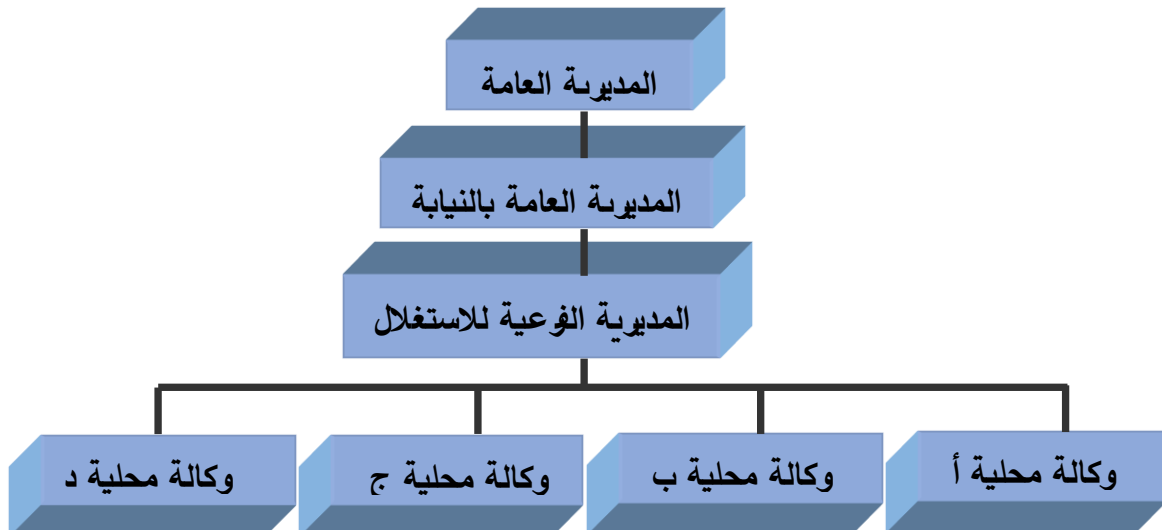 المديرية العامة
المديرية العامة بالنيابة
المديرية الفرعية للاستغلال
وكالة محلية أ
وكالة محلية ب
وكالة محلية ج
وكالة محلية د